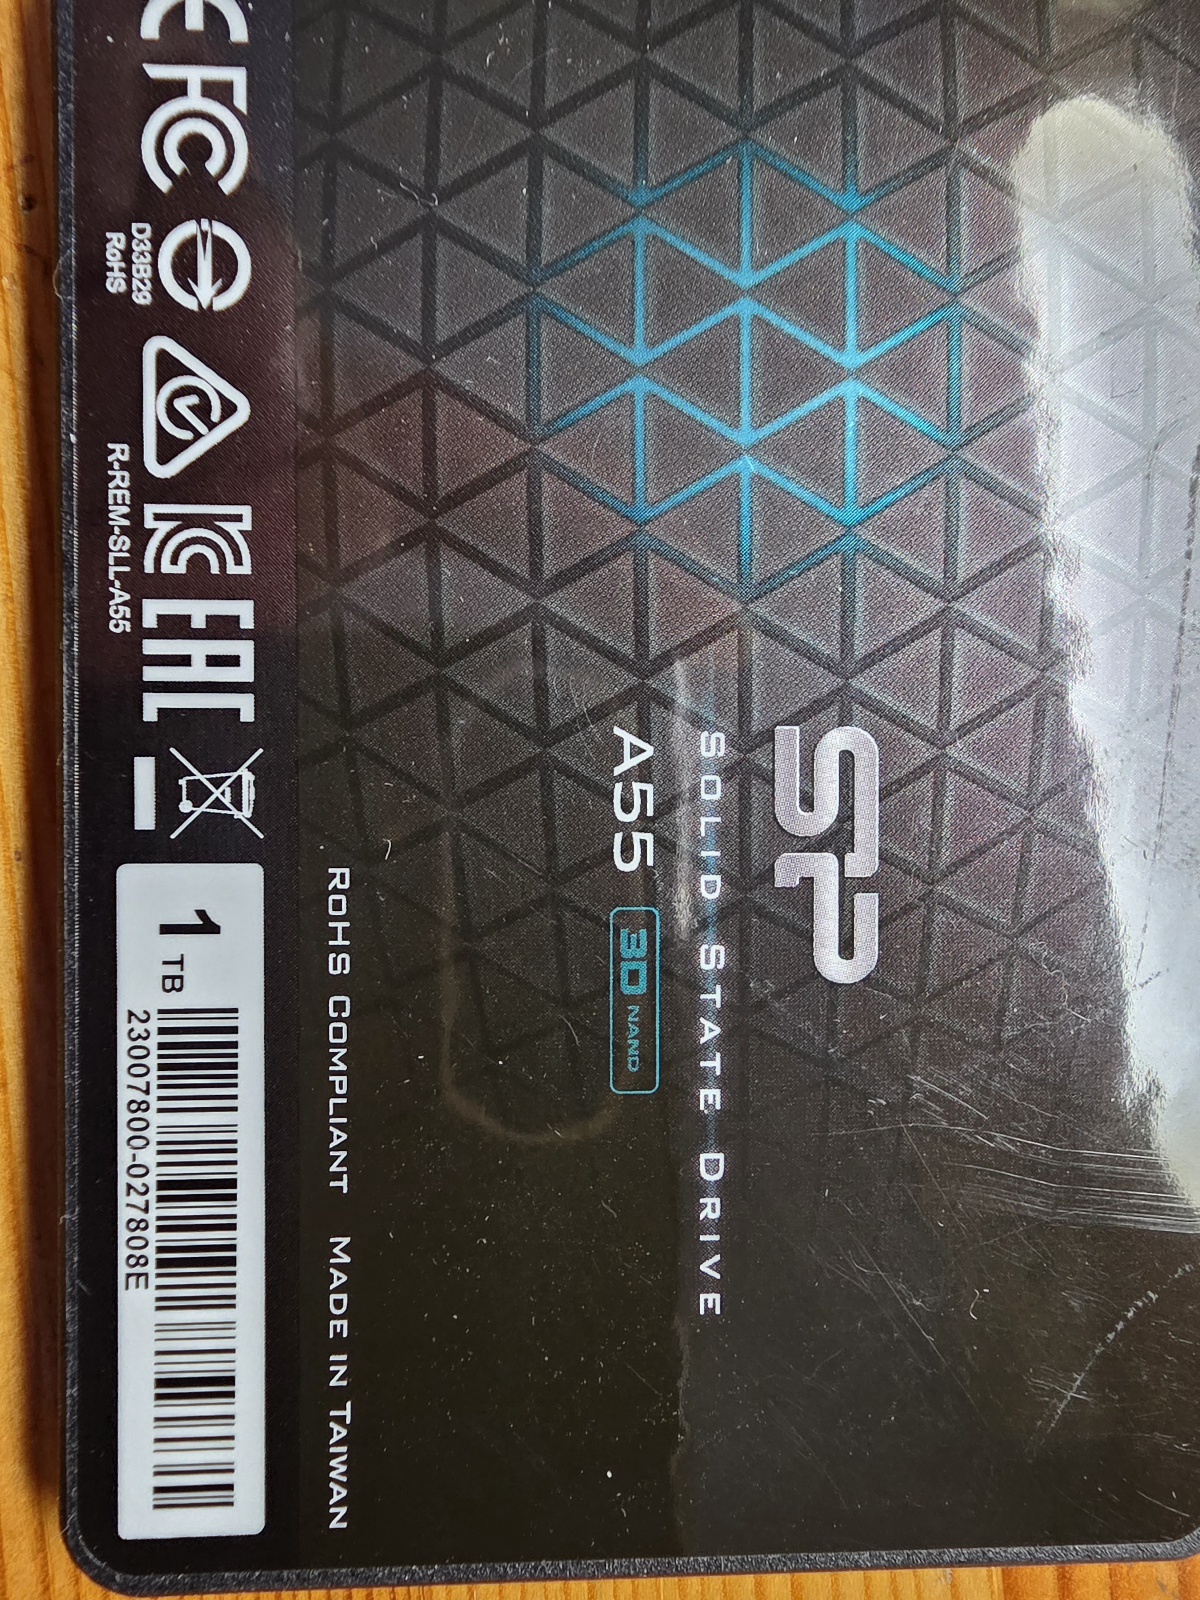 SP
SOLID STATE DRIVE
A55 3D NAND
ROHS COMPLIANT MADE IN TAIWAN
CE FC EAC
D33B29
RoHS
R-REM-SLL-A55
1 TB
23007800-027808E